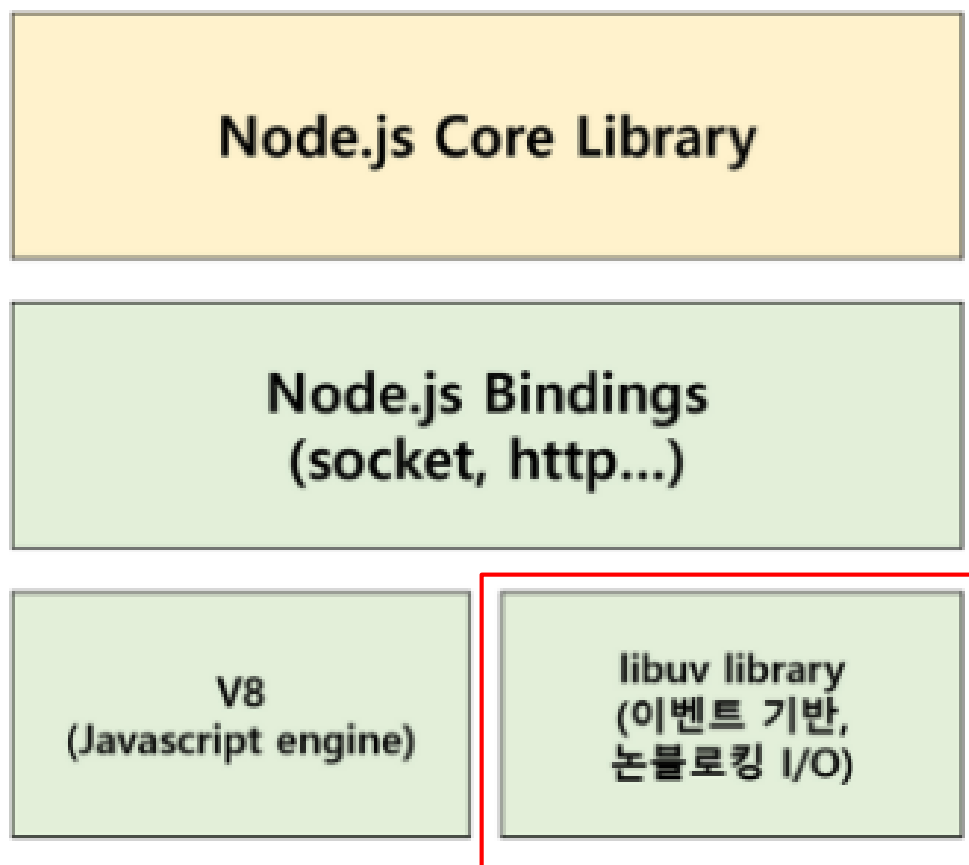 Node.js Core Library
Node.js Bindings
(socket, http...)
V8
(Javascript engine)
libuv library
(이벤트 기반,
논블로킹 I/O)